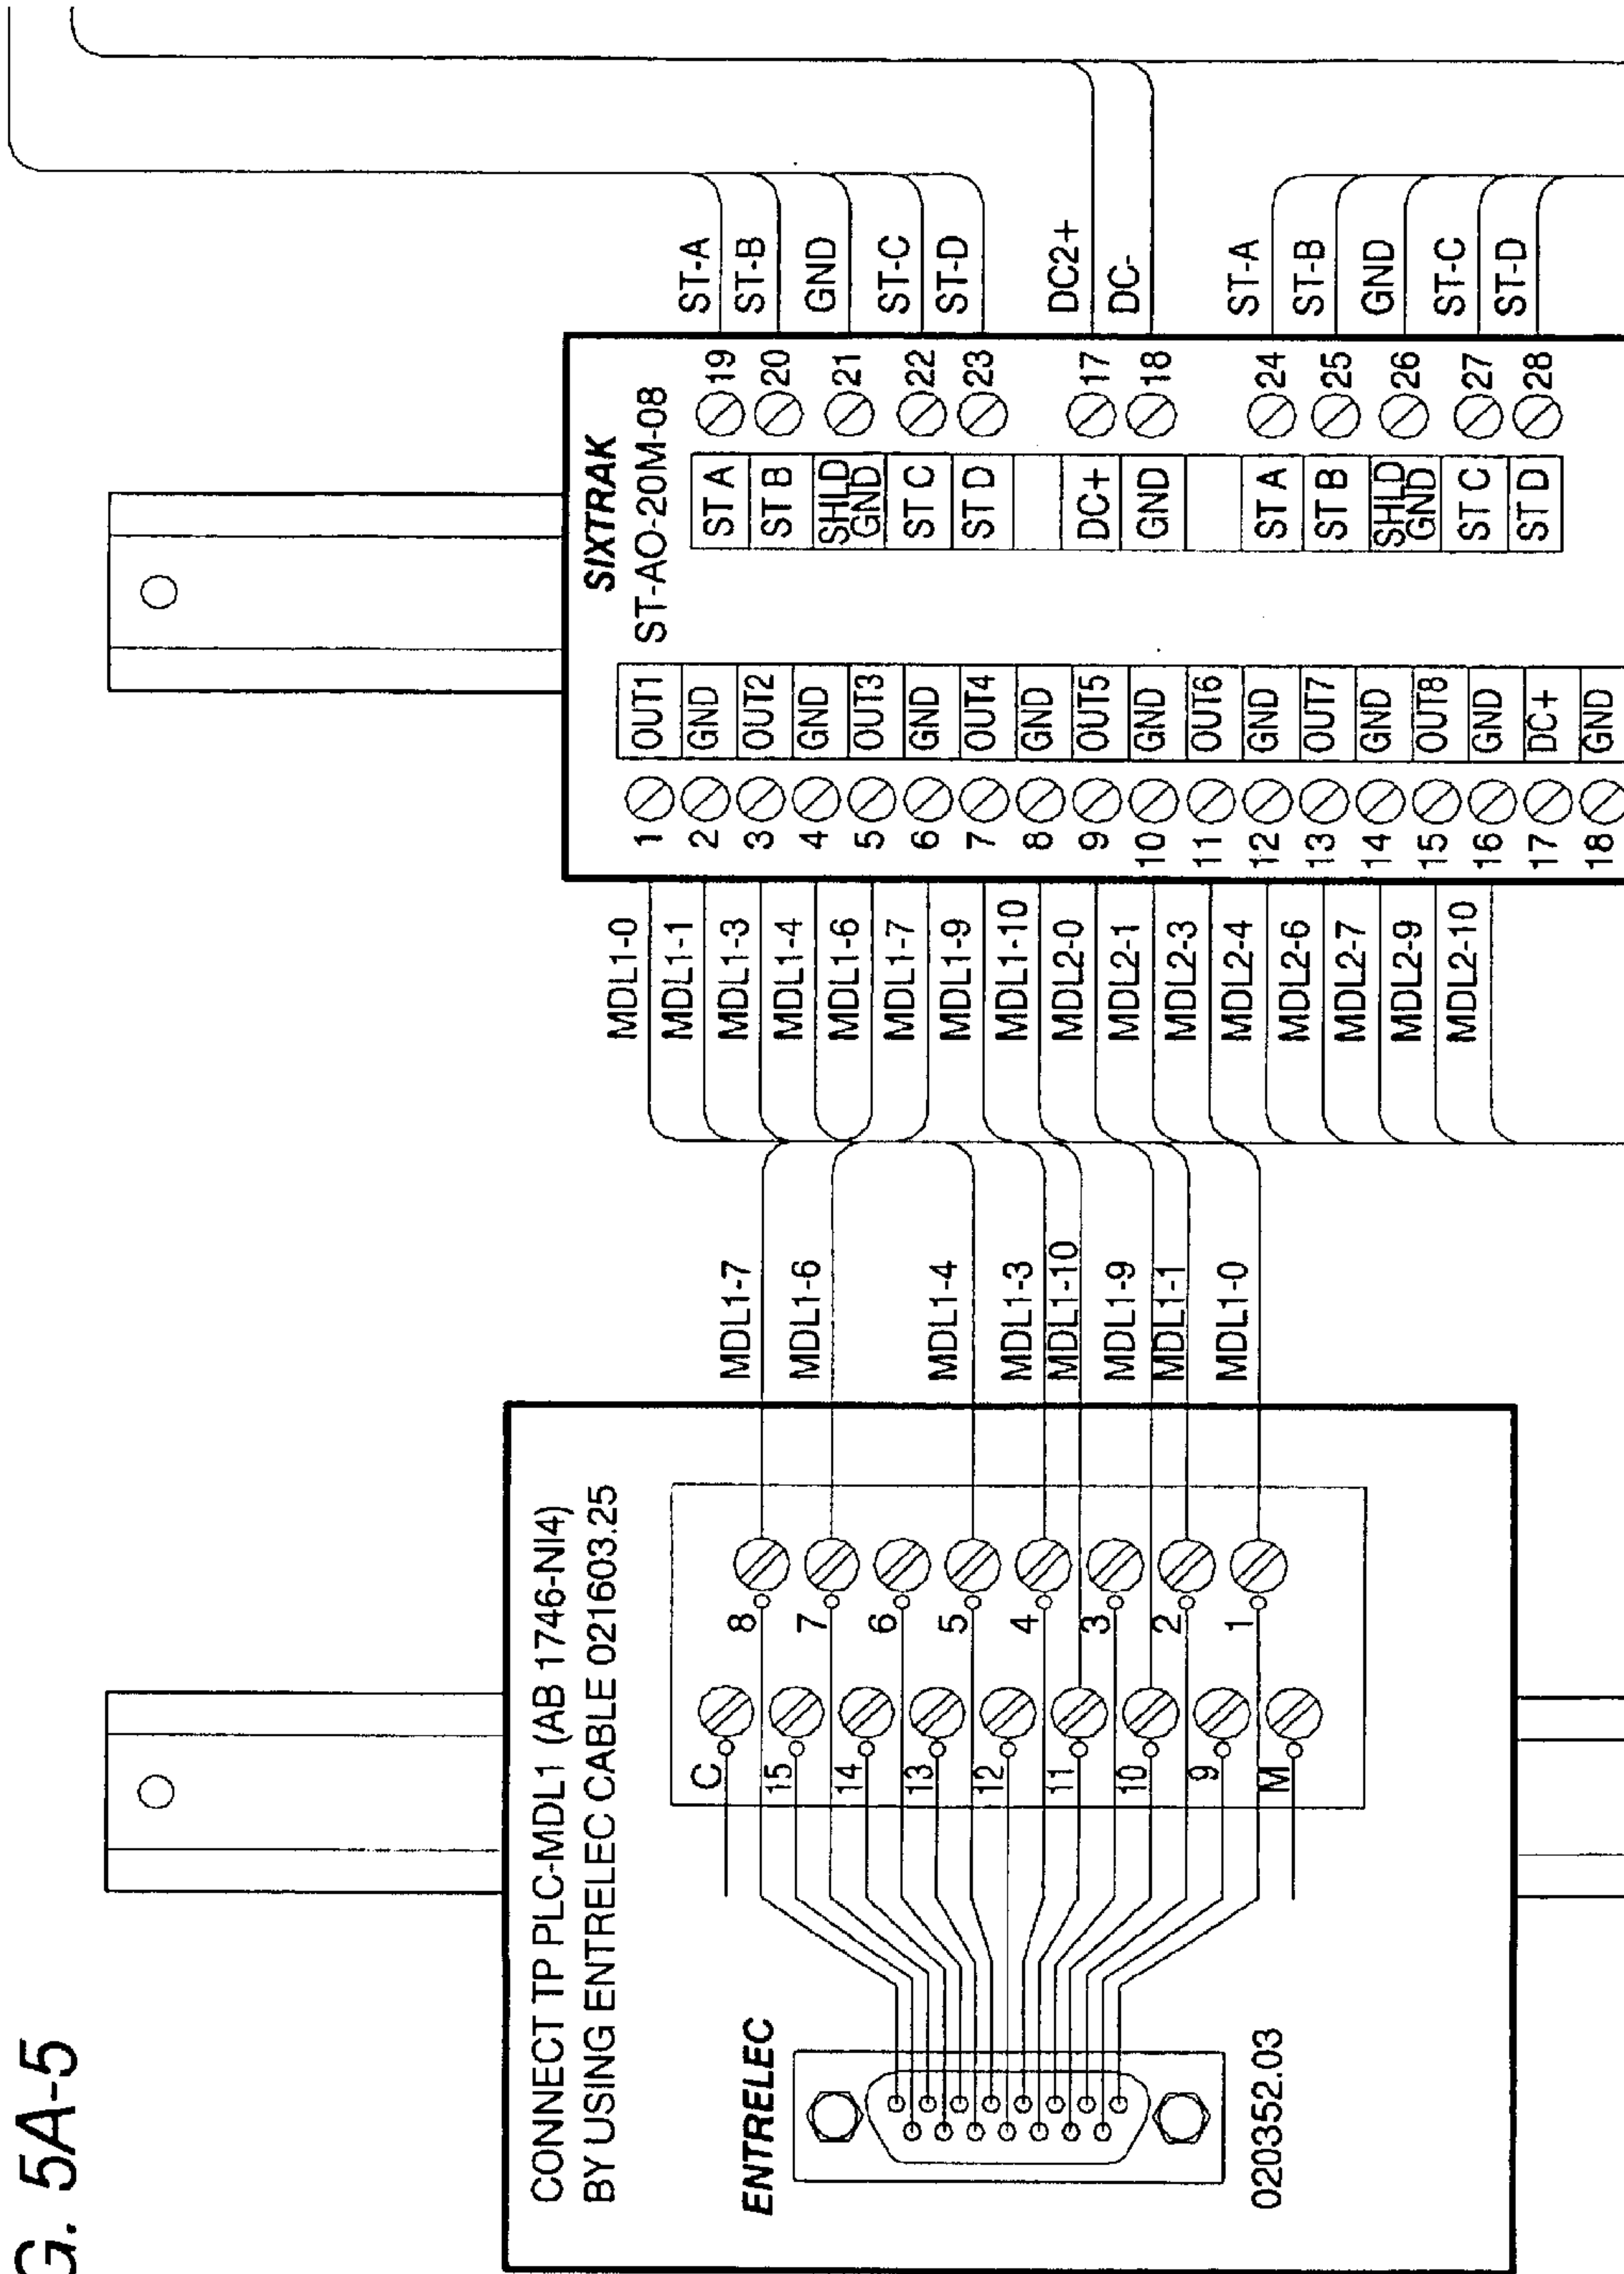 G. 5A-5
CONNECT TP PLC-MDL1 (AB 1746-NI4)
BY USING ENTRELEC CABLE 021603.25
ENTRELEC
020352.03
C
15
14
13
12
11
10
9
M
8
7
6
5
4
3
2
1
MDL1-7
MDL1-6
MDL1-4
MDL1-3
MDL1-10
MDL1-9
MDL1-1
MDL1-0
MDL1-0
MDL1-1
MDL1-3
MDL1-4
MDL1-6
MDL1-7
MDL1-9
MDL1-10
MDL2-0
MDL2-1
MDL2-3
MDL2-4
MDL2-6
MDL2-7
MDL2-9
MDL2-10
SIXTRAK
ST-AO-20M-08
1 OUT1
2 GND
3 OUT2
4 GND
5 OUT3
6 GND
7 OUT4
8 GND
9 OUT5
10 GND
11 OUT6
12 GND
13 OUT7
14 GND
15 OUT8
16 GND
17 DC+
18 GND
ST A 19 ST-A
ST B 20 ST-B
SHLD
GND 21 GND
ST C 22 ST-C
ST D 23 ST-D
DC+ 17 DC2+
GND 18 DC-
ST A 24 ST-A
ST B 25 ST-B
SHLD
GND 26 GND
ST C 27 ST-C
ST D 28 ST-D